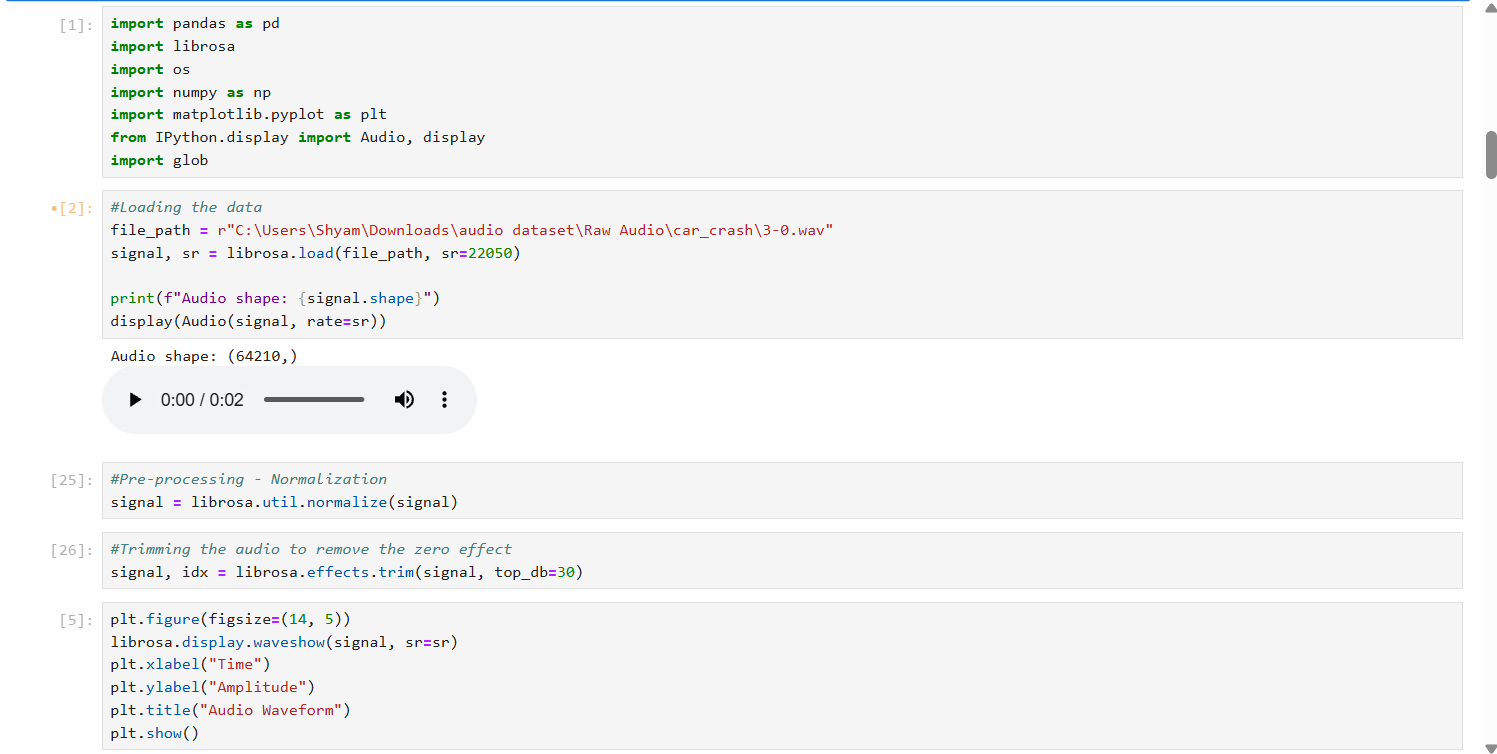 [1]:
import pandas as pd
import librosa
import os
import numpy as np
import matplotlib.pyplot as plt
from IPython.display import Audio, display
import glob
•[2]:
#Loading the data
file_path = r"C:\Users\Shyam\Downloads\audio dataset\Raw Audio\car_crash\3-0.wav"
signal, sr = librosa.load(file_path, sr=22050)
print(f"Audio shape: {signal.shape}")
display(Audio(signal, rate=sr))
Audio shape: (64210,)
0:00 / 0:02
[25]:
#Pre-processing - Normalization
signal = librosa.util.normalize(signal)
[26]:
#Trimming the audio to remove the zero effect
signal, idx = librosa.effects.trim(signal, top_db=30)
[5]:
plt.figure(figsize=(14, 5))
librosa.display.waveshow(signal, sr=sr)
plt.xlabel("Time")
plt.ylabel("Amplitude")
plt.title("Audio Waveform")
plt.show()